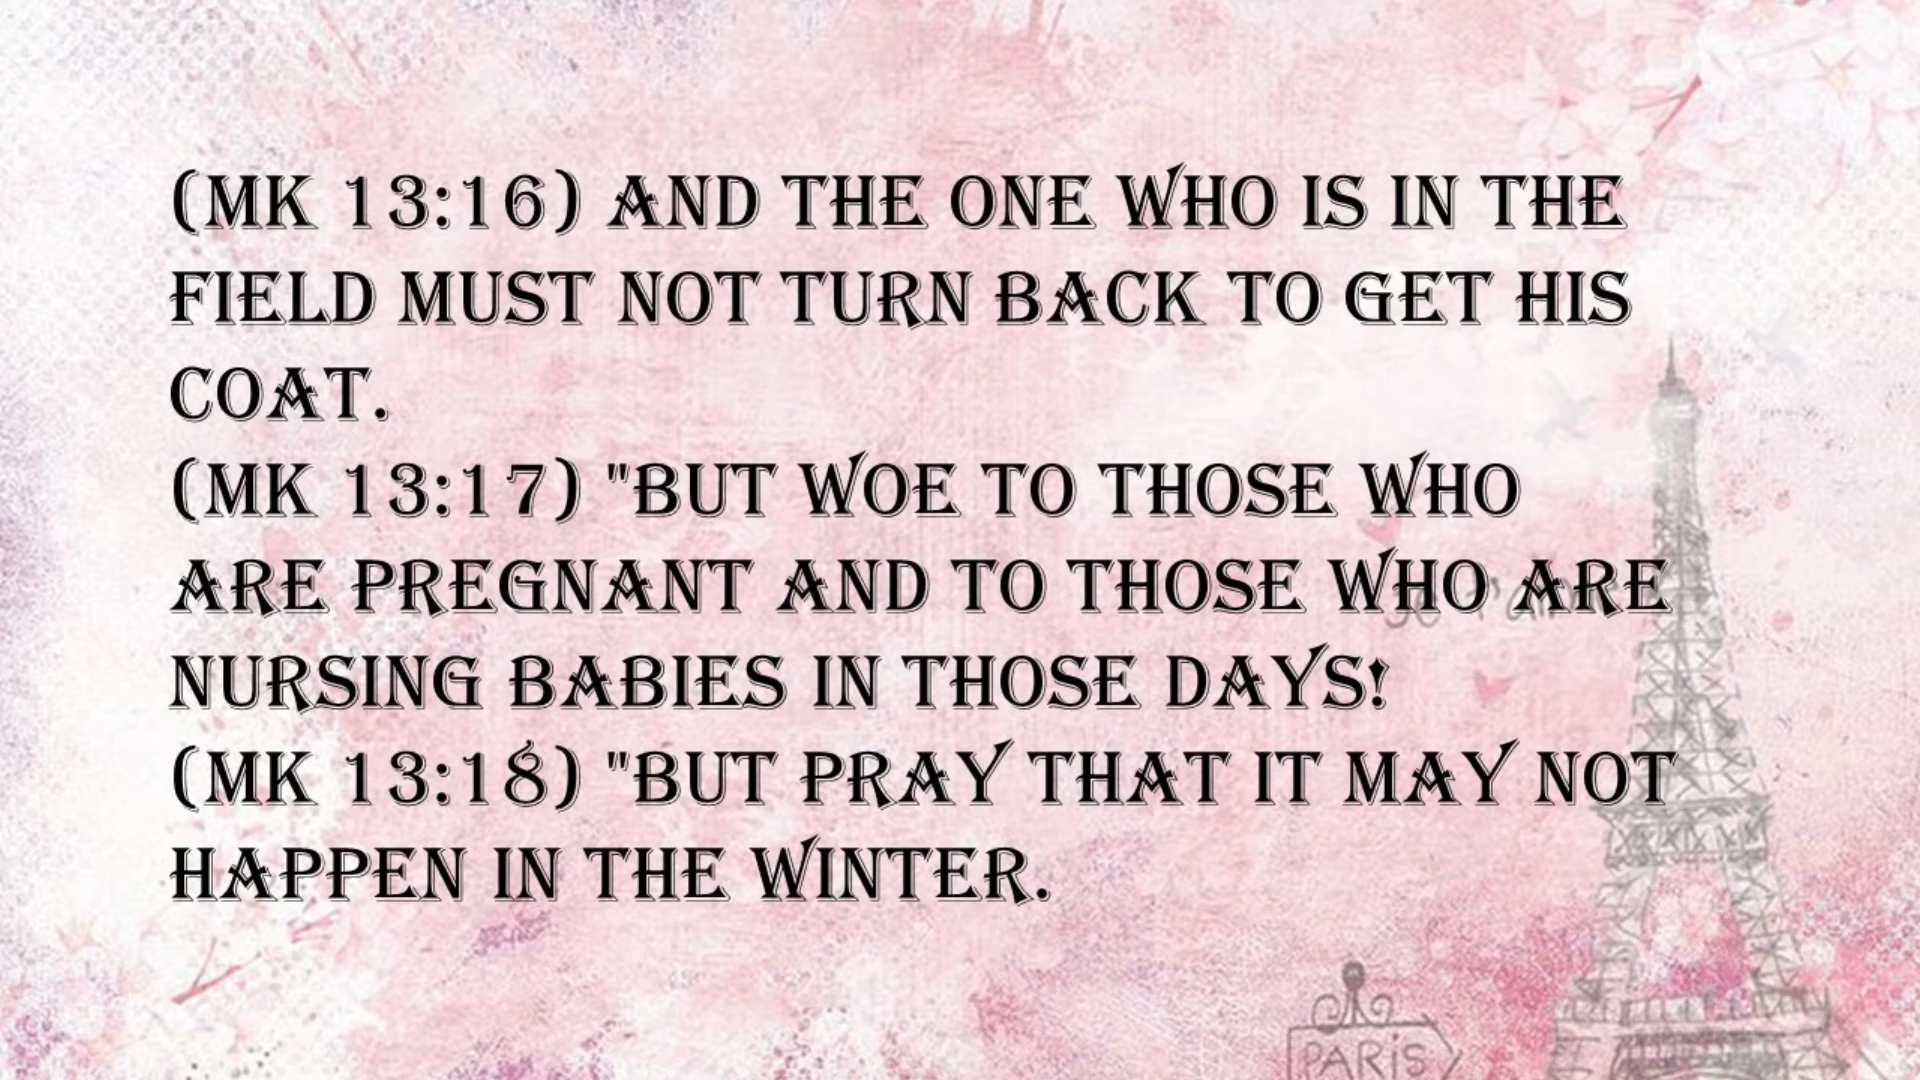 (MK 13:16) AND THE ONE WHO IS IN THE
FIELD MUST NOT TURN BACK TO GET HIS
COAT.
(MK 13:17) "BUT WOE TO THOSE WHO
ARE PREGNANT AND TO THOSE WHO ARE
NURSING BABIES IN THOSE DAYS!
(MK 13:18) "BUT PRAY THAT IT MAY NOT
HAPPEN IN THE WINTER.
PARIS